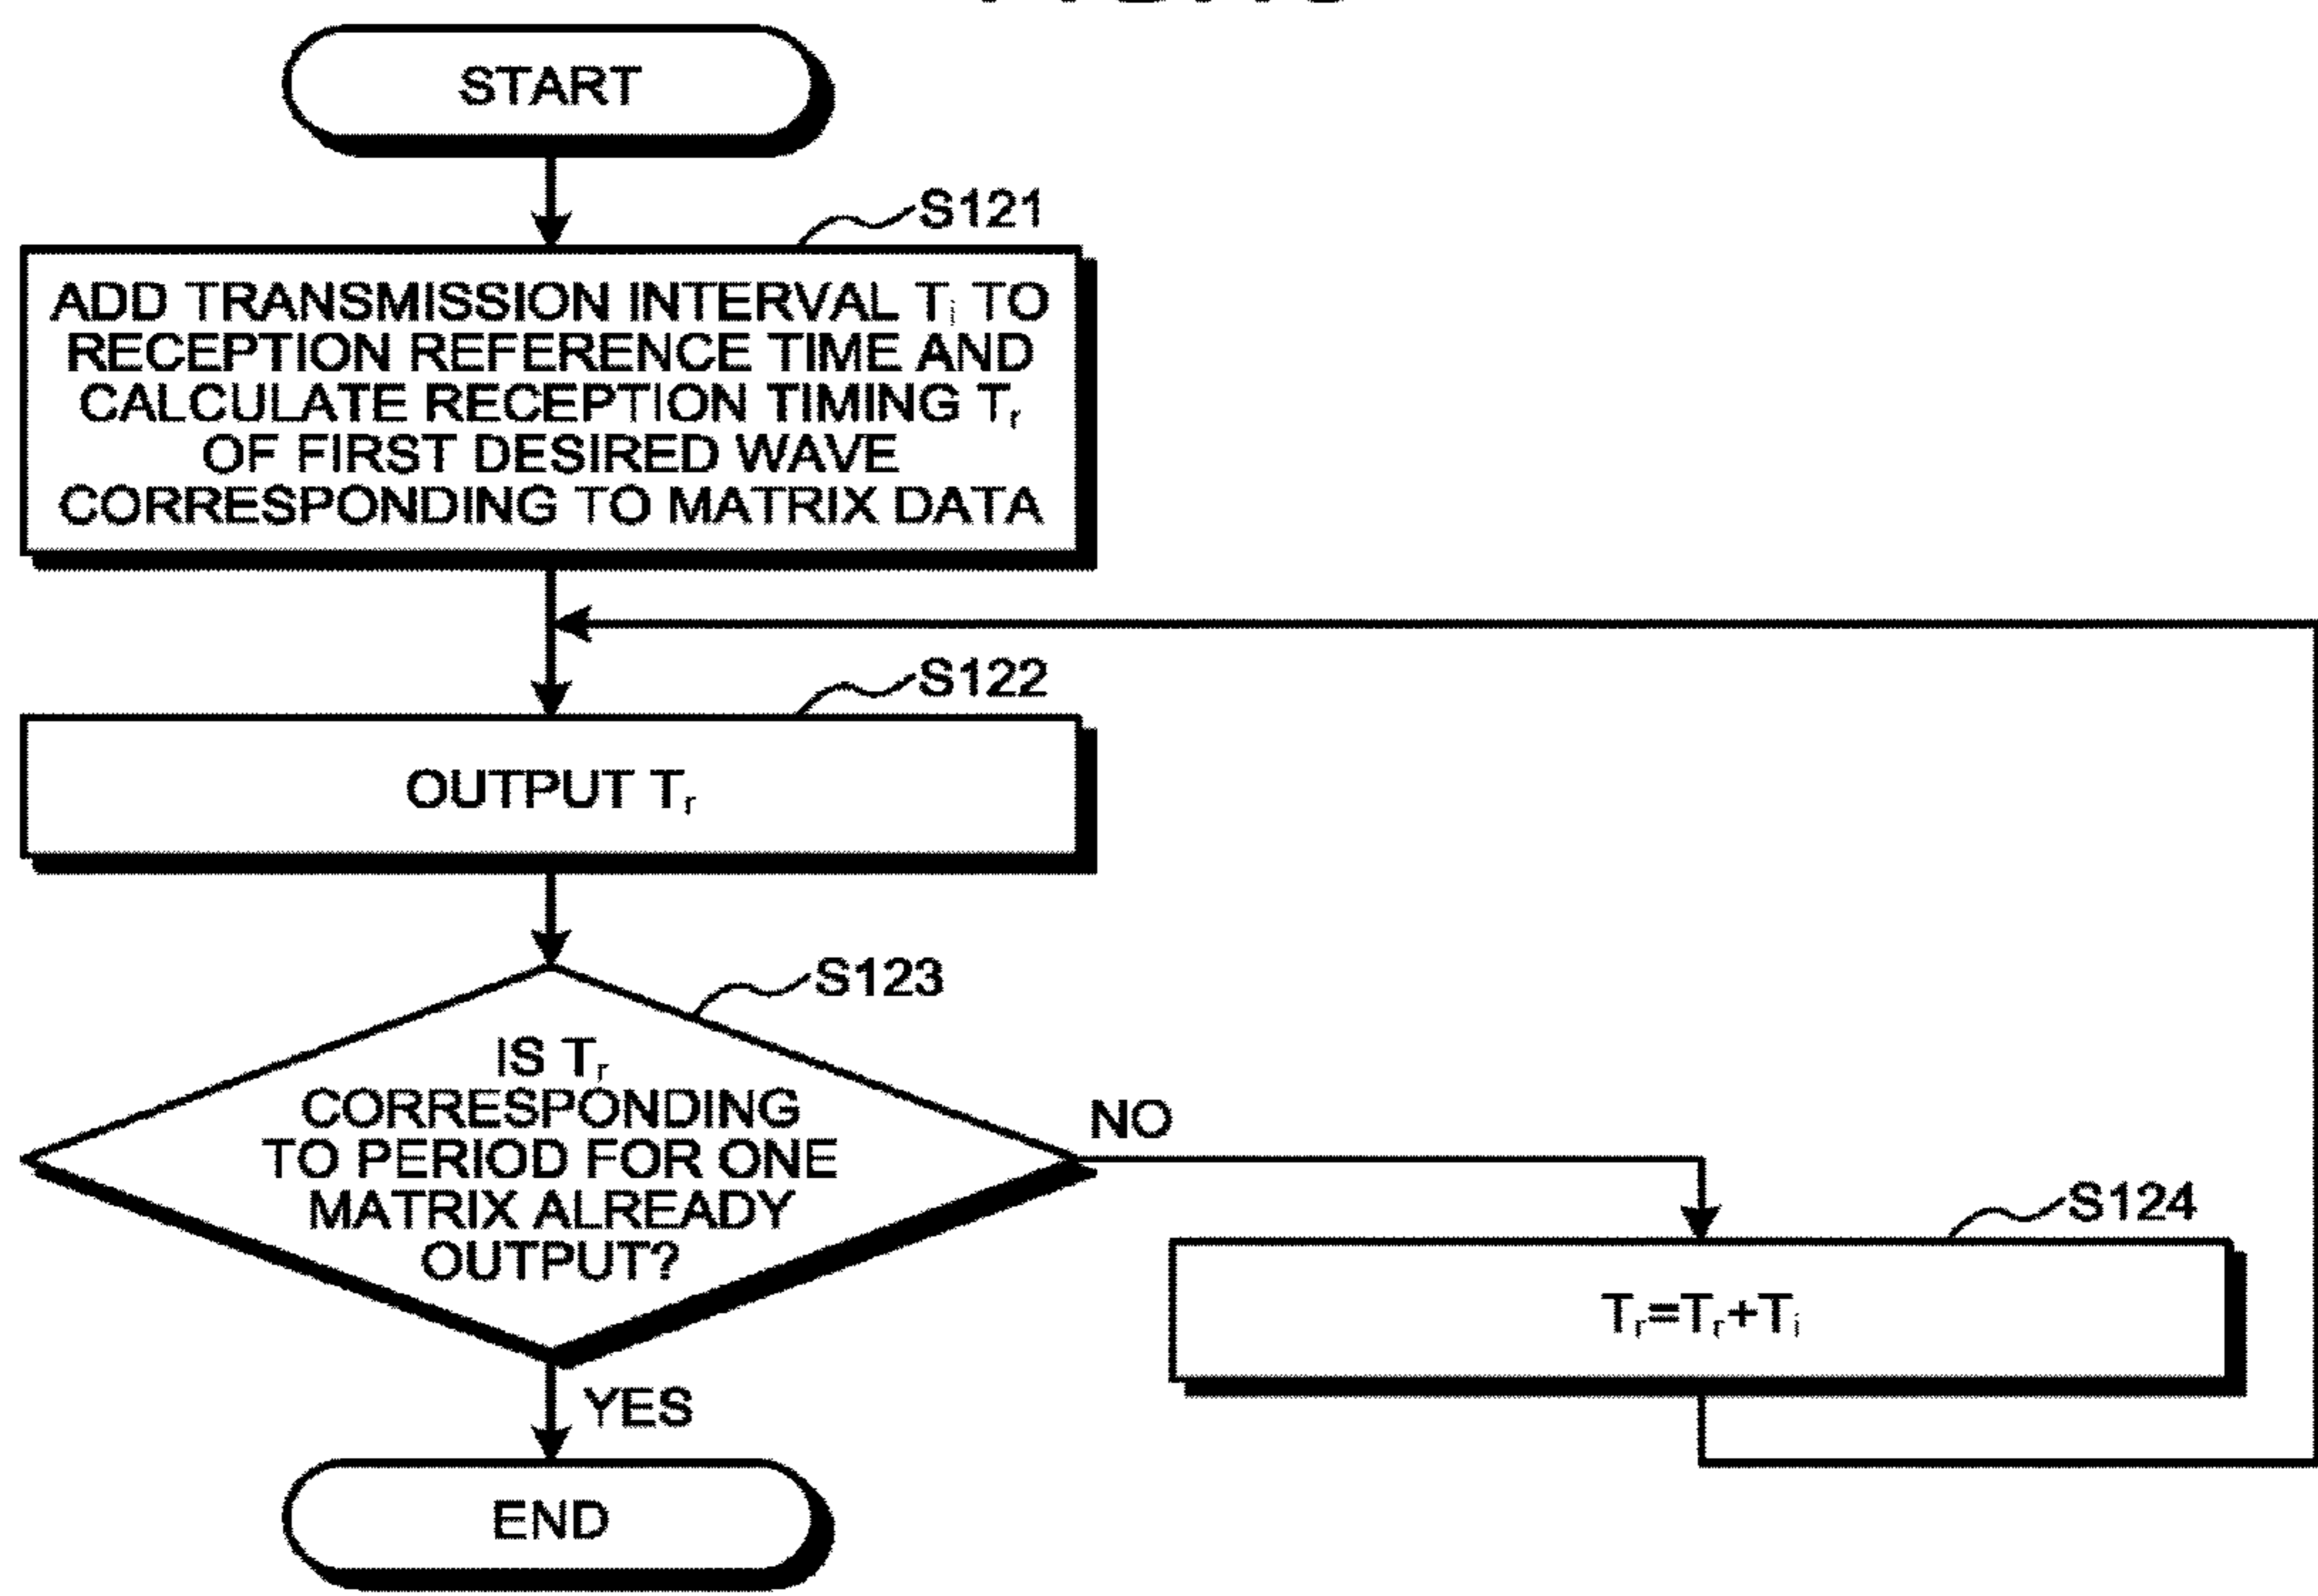 START
S121
ADD TRANSMISSION INTERVAL Tᵢ TO
RECEPTION REFERENCE TIME AND
CALCULATE RECEPTION TIMING Tᵣ
OF FIRST DESIRED WAVE
CORRESPONDING TO MATRIX DATA
S122
OUTPUT Tᵣ
S123
IS Tᵣ
CORRESPONDING
TO PERIOD FOR ONE
MATRIX ALREADY
OUTPUT?
NO
S124
Tᵣ=Tᵣ+Tᵢ
YES
END